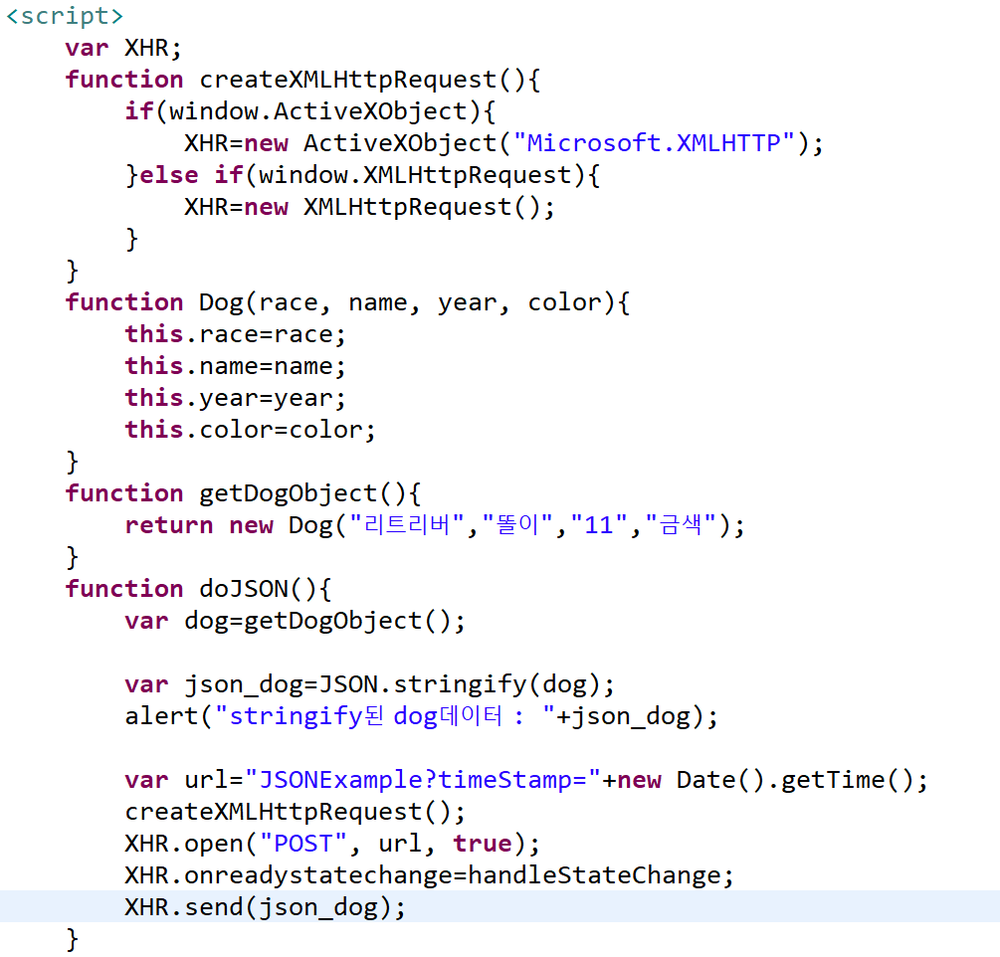 <script>
var XHR;
function createXMLHttpRequest(){
if(window.ActiveXObject){
XHR=new ActiveXObject("Microsoft.XMLHTTP");
}else if(window.XMLHttpRequest){
XHR=new XMLHttpRequest();
}
}
function Dog(race, name, year, color){
this.race=race;
this.name=name;
this.year=year;
this.color=color;
}
function getDogObject(){
return new Dog("리트리버","똘이","11","금색");
}
function doJSON(){
var dog=getDogObject();
var json_dog=JSON.stringify(dog);
alert("stringify된 dog데이터 : "+json_dog);
var url="JSONExample?timeStamp="+new Date().getTime();
createXMLHttpRequest();
XHR.open("POST", url, true);
XHR.onreadystatechange=handleStateChange;
XHR.send(json_dog);
}